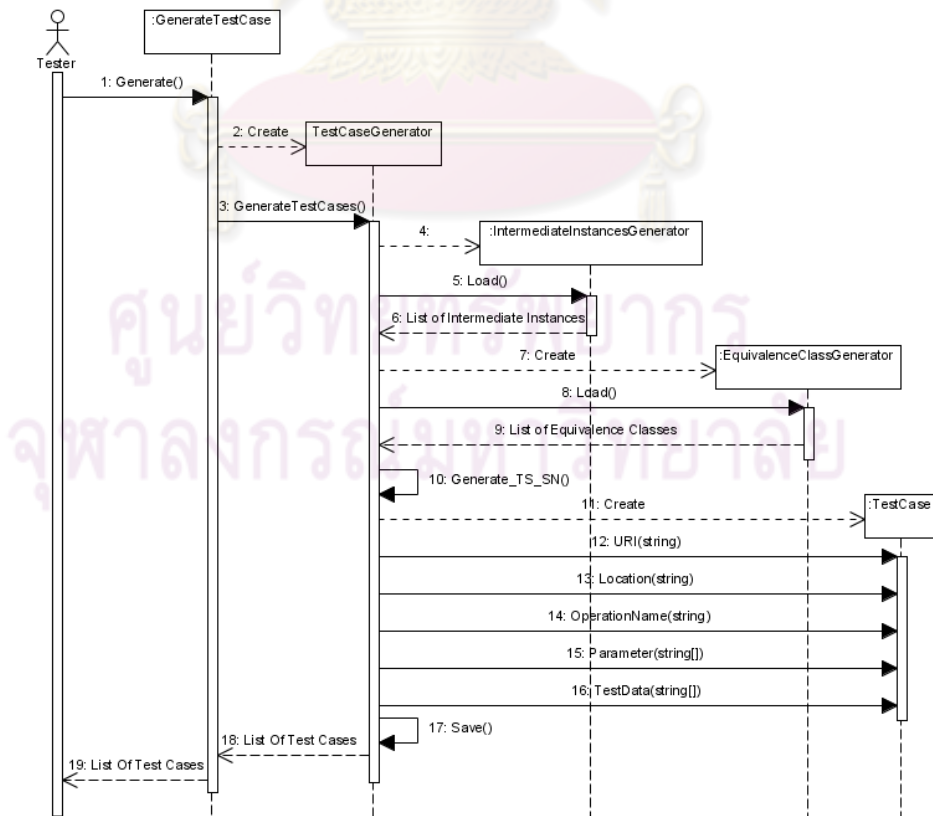 :GenerateTestCase
Tester
1: Generate()
2: Create
TestCaseGenerator
3: GenerateTestCases()
4:
:IntermediateInstancesGenerator
5: Load()
6: List of Intermediate Instances
7: Create
:EquivalenceClassGenerator
8: Load()
9: List of Equivalence Classes
10: Generate_TS_SN()
11: Create
:TestCase
12: URI(string)
13: Location(string)
14: OperationName(string)
15: Parameter(string[])
16: TestData(string[])
17: Save()
18: List Of Test Cases
19: List Of Test Cases
ศูนย์วิทยทรัพยากร
จุฬาลงกรณ์มหาวิทยาลัย